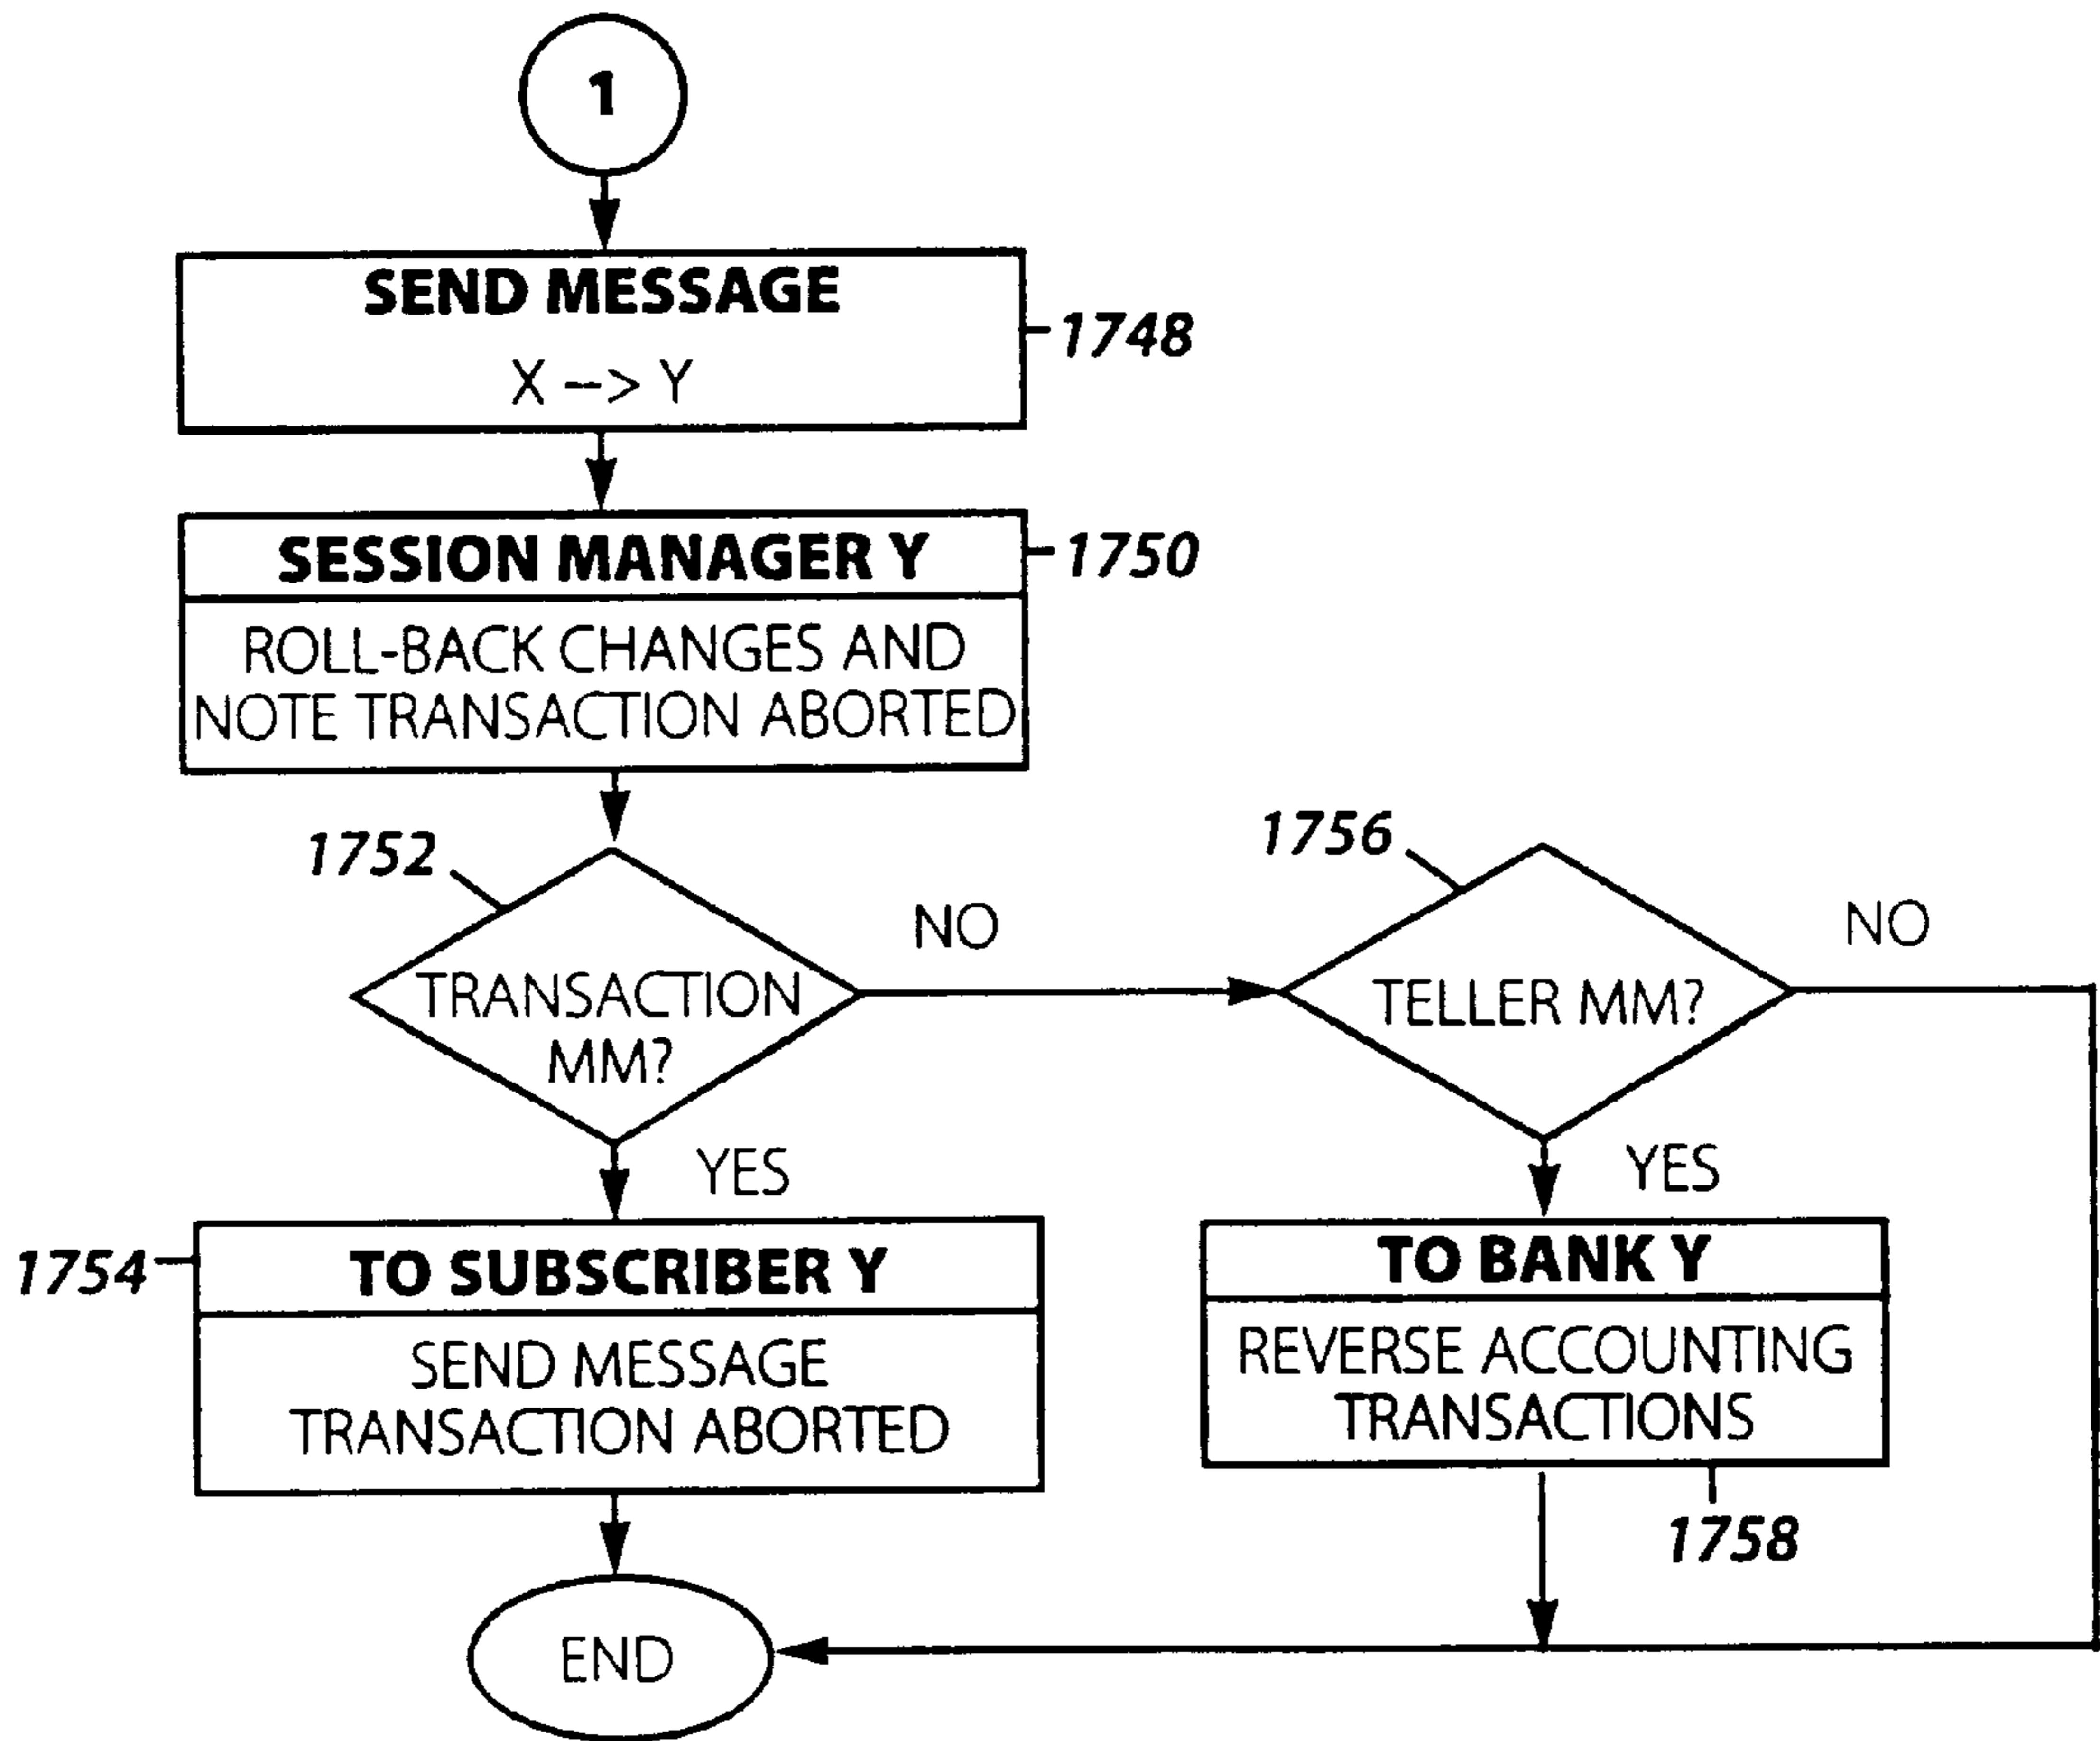 1
SEND MESSAGE
X --> Y
1748
SESSION MANAGER Y
1750
ROLL-BACK CHANGES AND
NOTE TRANSACTION ABORTED
1752
TRANSACTION
MM?
NO
1756
TELLER MM?
NO
YES
YES
1754
TO SUBSCRIBER Y
SEND MESSAGE
TRANSACTION ABORTED
TO BANK Y
REVERSE ACCOUNTING
TRANSACTIONS
1758
END